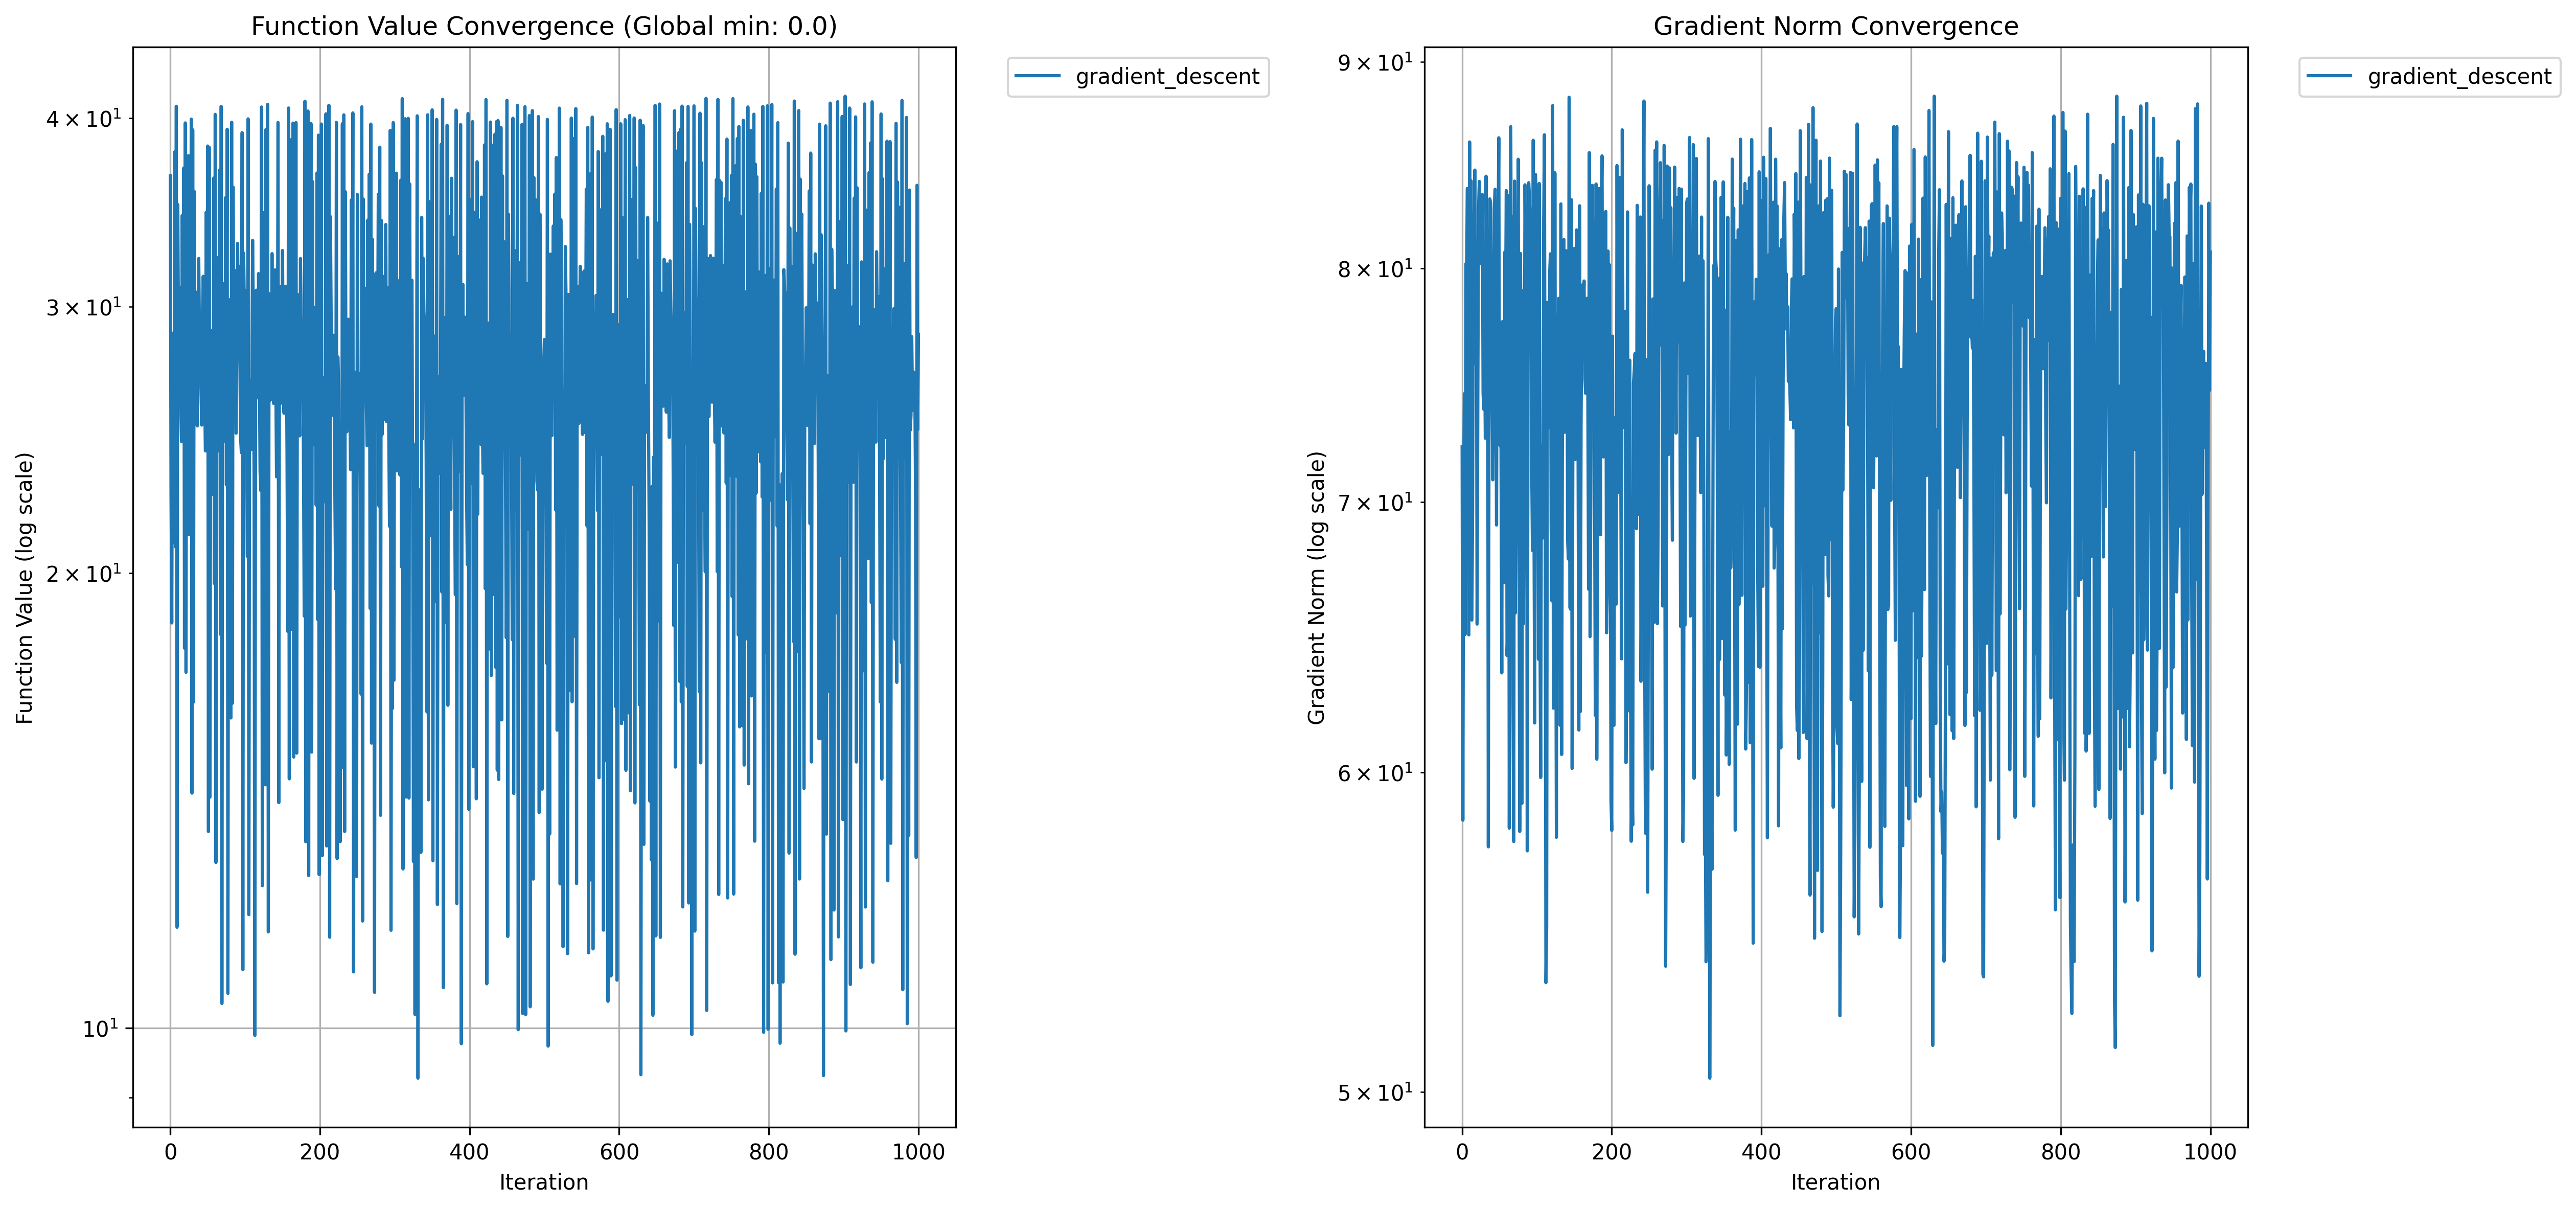 Function Value Convergence (Global min: 0.0)
gradient_descent
4 × 10¹
3 × 10¹
2 × 10¹
10¹
Function Value (log scale)
0 200 400 600 800 1000
Iteration
Gradient Norm Convergence
gradient_descent
9 × 10¹
8 × 10¹
7 × 10¹
6 × 10¹
5 × 10¹
Gradient Norm (log scale)
0 200 400 600 800 1000
Iteration